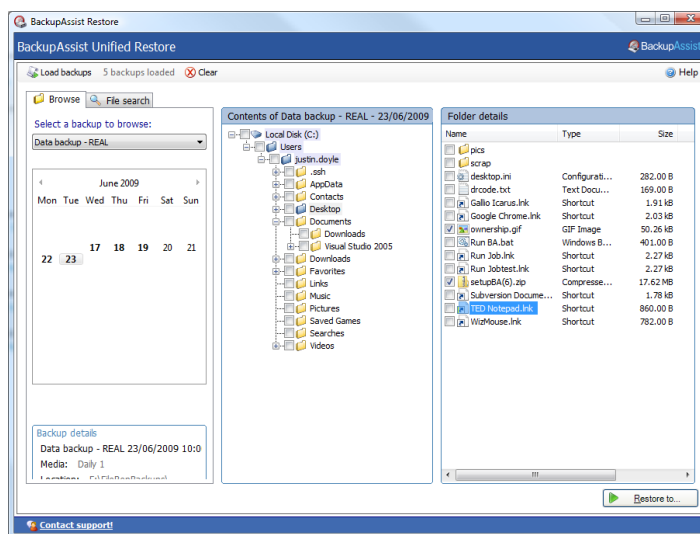 BackupAssist Restore
BackupAssist Unified Restore
BackupAssist
Load backups 5 backups loaded Clear
Help
Browse File search
Select a backup to browse:
Data backup - REAL
June 2009
Mon Tue Wed Thu Fri Sat Sun
17 18 19 20 21
22 23
Backup details
Data backup - REAL 23/06/2009 10:0
Media: Daily 1
Contents of Data backup - REAL - 23/06/2009
Local Disk (C:)
Users
justin.doyle
.ssh
AppData
Contacts
Desktop
Documents
Downloads
Visual Studio 2005
Downloads
Favorites
Links
Music
Pictures
Saved Games
Searches
Videos
Folder details
Name Type Size
pics
scrap
desktop.ini Configurati... 282.00 B
drcode.txt Text Docu... 169.00 B
Gallio Icarus.lnk Shortcut 1.91 kB
Google Chrome.lnk Shortcut 2.03 kB
ownership.gif GIF Image 50.26 kB
Run BA.bat Windows B... 401.00 B
Run Job.lnk Shortcut 2.27 kB
Run Jobtest.lnk Shortcut 2.27 kB
setupBA(6).zip Compresse... 17.62 MB
Subversion Docume... Shortcut 1.78 kB
TED Notepad.lnk Shortcut 860.00 B
WizMouse.lnk Shortcut 782.00 B
Restore to...
Contact support!